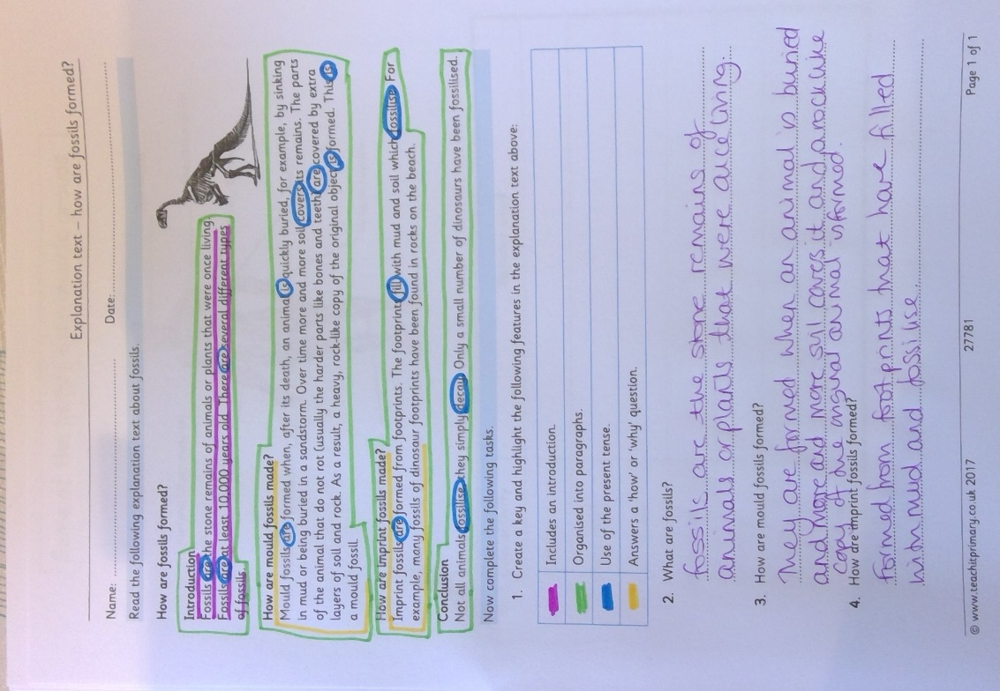 Explanation text – how are fossils formed?
Name: Date:
Read the following explanation text about fossils.
How are fossils formed?
Introduction
Fossils are the stone remains of animals or plants that were once living.
Fossils are at least 10,000 years old. There are several different types
of fossils.
How are mould fossils made?
Mould fossils are formed when, after its death, an animal is quickly buried, for example, by sinking
in mud or being buried in a sandstorm. Over time more and more soil covers its remains. The parts
of the animal that do not rot (usually the harder parts like bones and teeth) are covered by extra
layers of soil and rock. As a result, a heavy, rock-like copy of the original object is formed. This is
a mould fossil.
How are imprint fossils made?
Imprint fossils are formed from footprints. The footprints fill with mud and soil which fossilise. For
example, many fossils of dinosaur footprints have been found in rocks on the beach.
Conclusion
Not all animals fossilise, they simply decay. Only a small number of dinosaurs have been fossilised.
Now complete the following tasks.
1. Create a key and highlight the following features in the explanation text above:
Includes an introduction.
Organised into paragraphs.
Use of the present tense.
Answers a ‘how’ or ‘why’ question.
2. What are fossils?
fossils are the stone remains of
animals or plants that were once living.
3. How are mould fossils formed?
They are formed when an animal is buried
and more and more soil covers it and a rock like
copy of the original animal is formed.
4. How are imprint fossils formed?
Formed from footprints that have filled
with mud and fossilise.
© www.teachitprimary.co.uk 2017 27781 Page 1 of 1